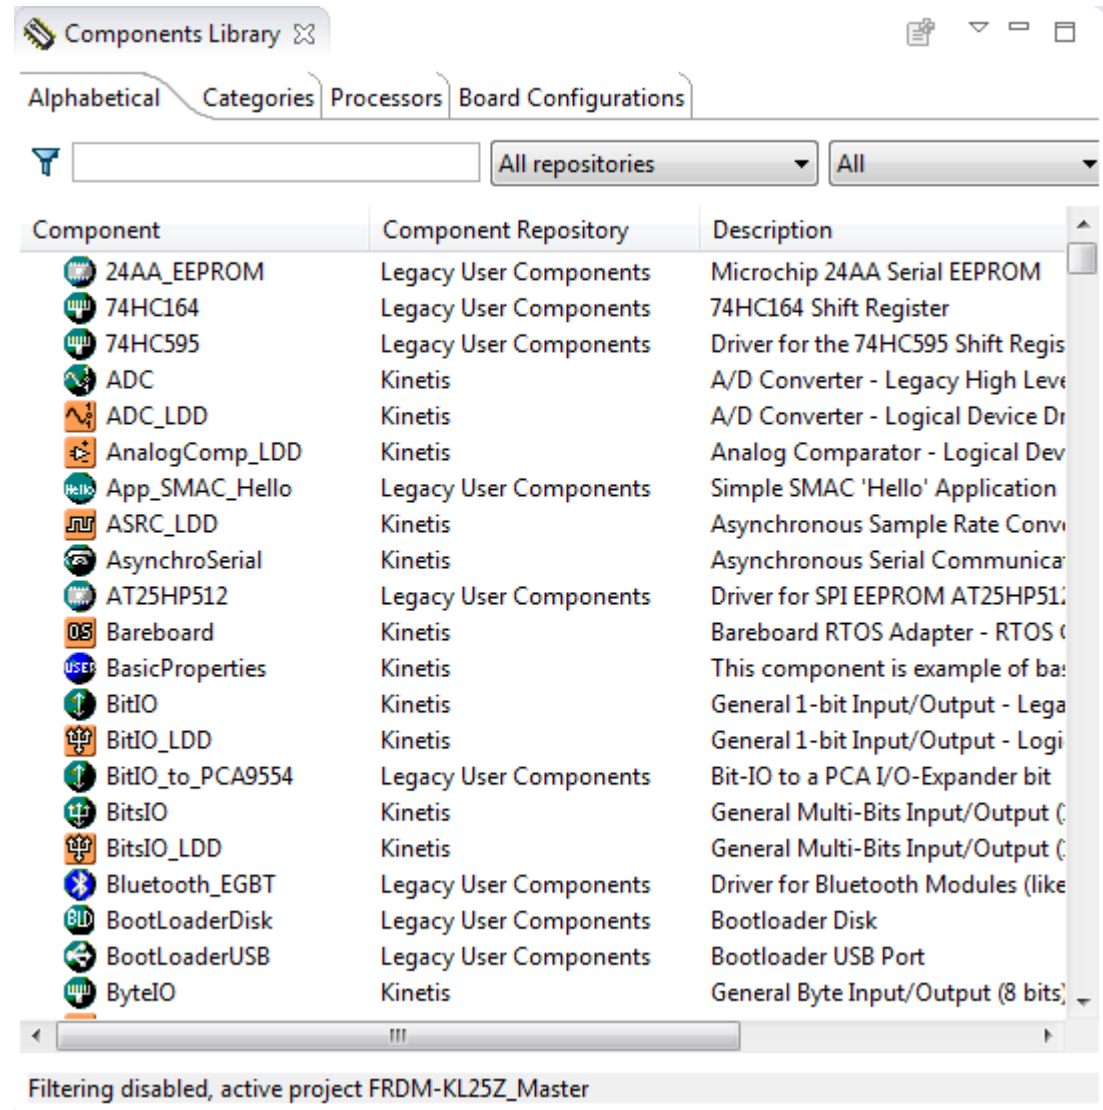 Components Library
Alphabetical Categories Processors Board Configurations
All repositories All
Component Component Repository Description
24AA_EEPROM Legacy User Components Microchip 24AA Serial EEPROM
74HC164 Legacy User Components 74HC164 Shift Register
74HC595 Legacy User Components Driver for the 74HC595 Shift Regis
ADC Kinetis A/D Converter - Legacy High Leve
ADC_LDD Kinetis A/D Converter - Logical Device Dr
AnalogComp_LDD Kinetis Analog Comparator - Logical Dev
Hello App_SMAC_Hello Legacy User Components Simple SMAC 'Hello' Application
ASRC_LDD Kinetis Asynchronous Sample Rate Conv
AsynchroSerial Kinetis Asynchronous Serial Communica
AT25HP512 Legacy User Components Driver for SPI EEPROM AT25HP512
OS Bareboard Kinetis Bareboard RTOS Adapter - RTOS
USER BasicProperties Kinetis This component is example of bas
BitIO Kinetis General 1-bit Input/Output - Lega
BitIO_LDD Kinetis General 1-bit Input/Output - Logi
BitIO_to_PCA9554 Legacy User Components Bit-IO to a PCA I/O-Expander bit
BitsIO Kinetis General Multi-Bits Input/Output (
BitsIO_LDD Kinetis General Multi-Bits Input/Output (
Bluetooth_EGBT Legacy User Components Driver for Bluetooth Modules (like
BLD BootLoaderDisk Legacy User Components Bootloader Disk
BootLoaderUSB Legacy User Components Bootloader USB Port
ByteIO Kinetis General Byte Input/Output (8 bits)
Filtering disabled, active project FRDM-KL25Z_Master